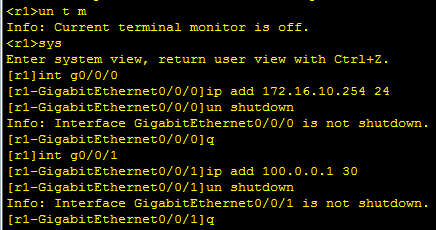 <r1>un t m
Info: Current terminal monitor is off.
<r1>sys
Enter system view, return user view with Ctrl+Z.
[r1]int g0/0/0
[r1-GigabitEthernet0/0/0]ip add 172.16.10.254 24
[r1-GigabitEthernet0/0/0]un shutdown
Info: Interface GigabitEthernet0/0/0 is not shutdown.
[r1-GigabitEthernet0/0/0]q
[r1]int g0/0/1
[r1-GigabitEthernet0/0/1]ip add 100.0.0.1 30
[r1-GigabitEthernet0/0/1]un shutdown
Info: Interface GigabitEthernet0/0/1 is not shutdown.
[r1-GigabitEthernet0/0/1]q